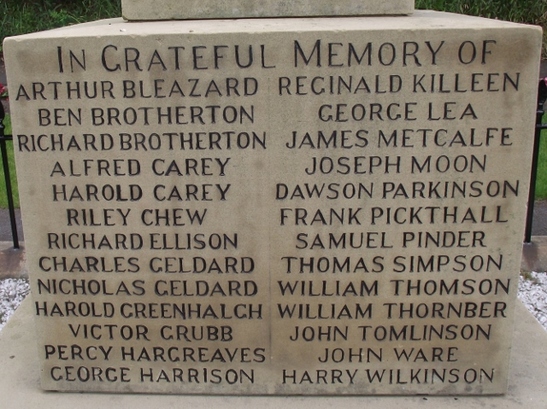 IN GRATEFUL MEMORY OF
ARTHUR BLEAZARD
BEN BROTHERTON
RICHARD BROTHERTON
ALFRED CAREY
HAROLD CAREY
RILEY CHEW
RICHARD ELLISON
CHARLES GELDARD
NICHOLAS GELDARD
HAROLD GREENHALGH
VICTOR GRUBB
PERCY HARGREAVES
GEORGE HARRISON
REGINALD KILLEEN
GEORGE LEA
JAMES METCALFE
JOSEPH MOON
DAWSON PARKINSON
FRANK PICKTHALL
SAMUEL PINDER
THOMAS SIMPSON
WILLIAM THOMSON
WILLIAM THORNBER
JOHN TOMLINSON
JOHN WARE
HARRY WILKINSON